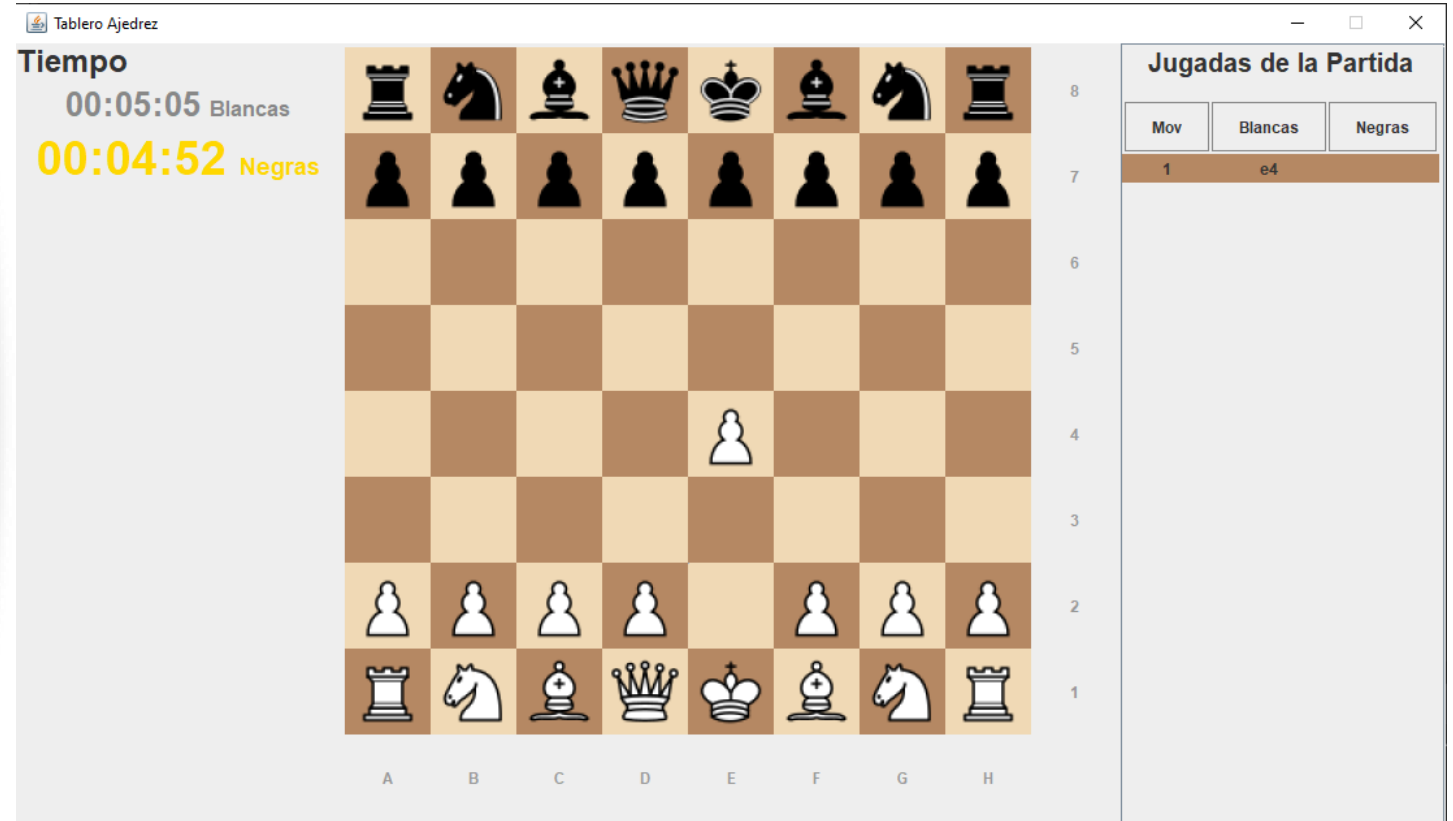 Tablero Ajedrez
Tiempo
00:05:05 Blancas
00:04:52 Negras
8
7
6
5
4
3
2
1
A B C D E F G H
Jugadas de la Partida
Mov Blancas Negras
1 e4